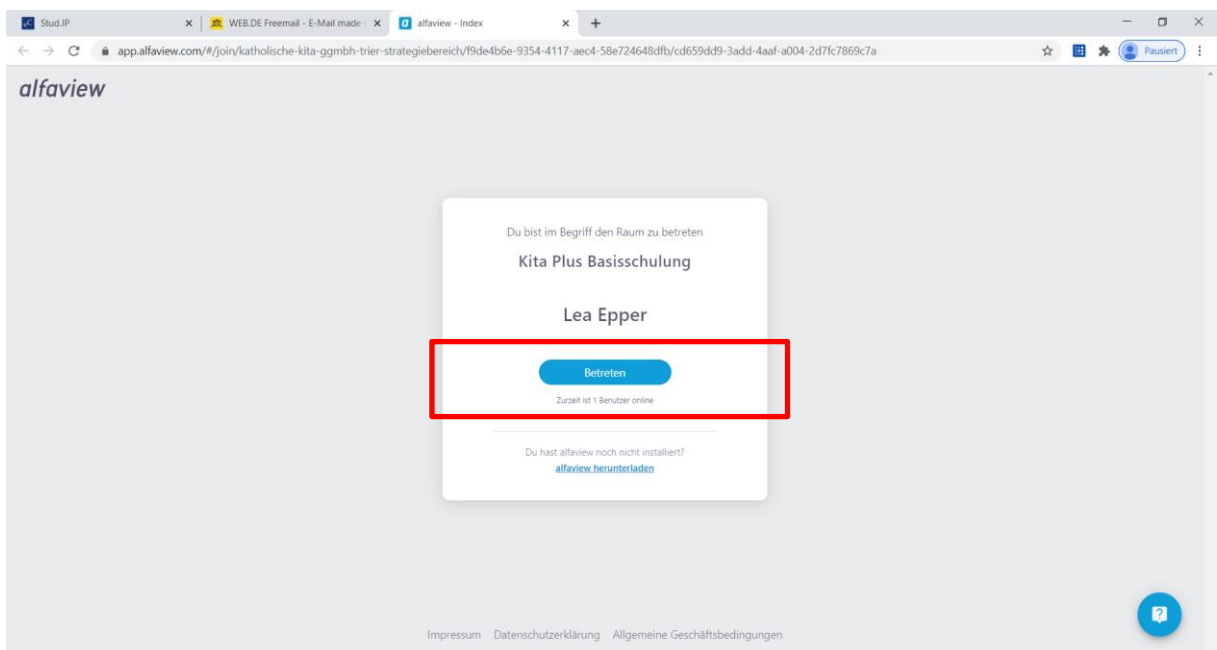 Stud.IP
WEB.DE Freemail - E-Mail made i
alfaview - Index
app.alfaview.com/#/join/katholische-kita-ggmbh-trier-strategiebereich/f9de4b6e-9354-4117-aec4-58e724648dfb/cd659dd9-3add-4aaf-a004-2d7fc7869c7a
Pausiert
alfaview
Du bist im Begriff den Raum zu betreten
Kita Plus Basisschulung
Lea Epper
Betreten
Zurzeit ist 1 Benutzer online
Du hast alfaview noch nicht installiert?
alfaview herunterladen
Impressum Datenschutzerklärung Allgemeine Geschäftsbedingungen